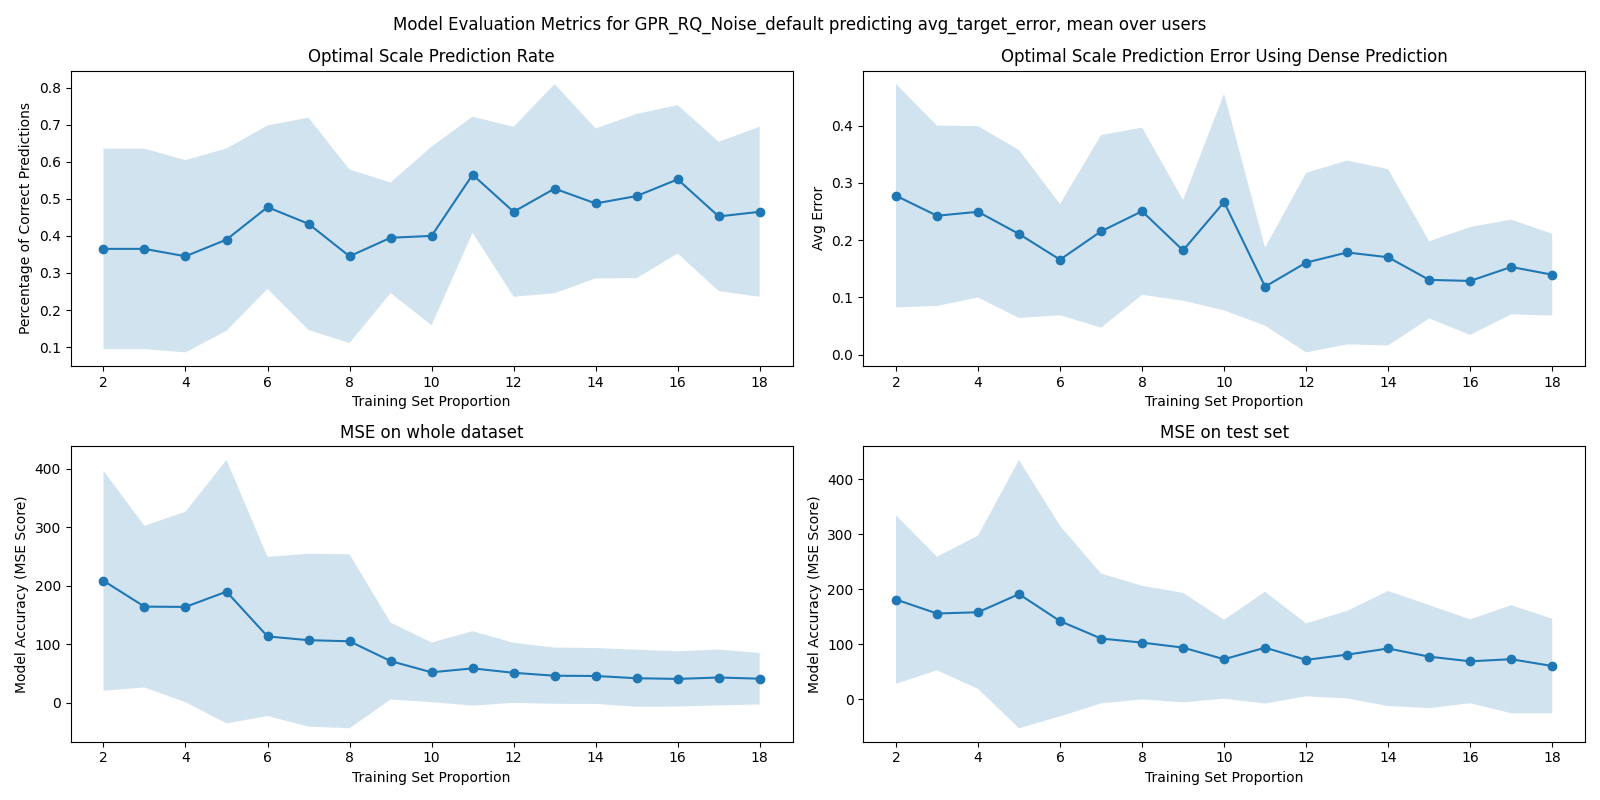 Model Evaluation Metrics for GPR_RQ_Noise_default predicting avg_target_error, mean over users
Optimal Scale Prediction Rate
Percentage of Correct Predictions
0.8
0.7
0.6
0.5
0.4
0.3
0.2
0.1
2 4 6 8 10 12 14 16 18
Training Set Proportion
Optimal Scale Prediction Error Using Dense Prediction
Avg Error
0.4
0.3
0.2
0.1
0.0
2 4 6 8 10 12 14 16 18
Training Set Proportion
MSE on whole dataset
Model Accuracy (MSE Score)
400
300
200
100
0
2 4 6 8 10 12 14 16 18
Training Set Proportion
MSE on test set
Model Accuracy (MSE Score)
400
300
200
100
0
2 4 6 8 10 12 14 16 18
Training Set Proportion